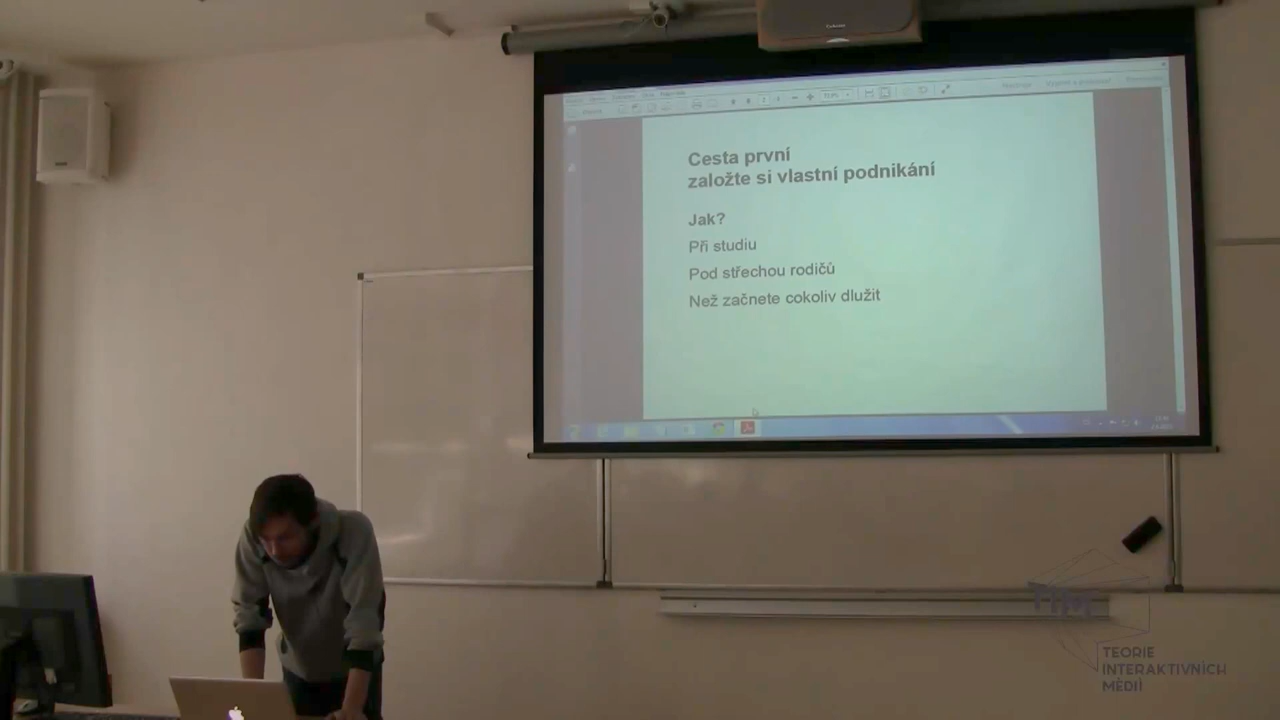 Cesta první
založte si vlastní podnikání
Jak?
Při studiu
Pod střechou rodičů
Než začnete cokoliv dlužit
TIM
TEORIE
INTERAKTIVNÍCH
MÉDIÍ